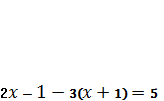 2𝑥 − 1 − 3(𝑥 + 1) = 5